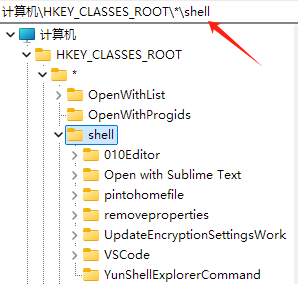 计算机\HKEY_CLASSES_ROOT\*\shell
计算机
HKEY_CLASSES_ROOT
*
OpenWithList
OpenWithProgids
shell
010Editor
Open with Sublime Text
pintohomefile
removeproperties
UpdateEncryptionSettingsWork
VSCode
YunShellExplorerCommand